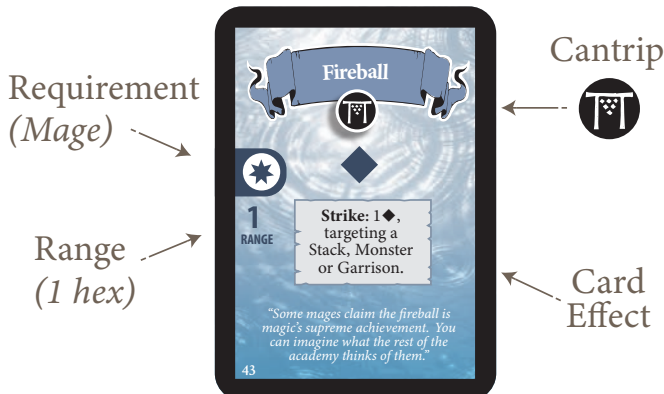 Cantrip
Requirement
(Mage)
Range
(1 hex)
Fireball
1
RANGE
Strike: 1◆,
targeting a
Stack, Monster
or Garrison.
"Some mages claim the fireball is
magic's supreme achievement. You
can imagine what the rest of the
academy thinks of them."
43
Card
Effect